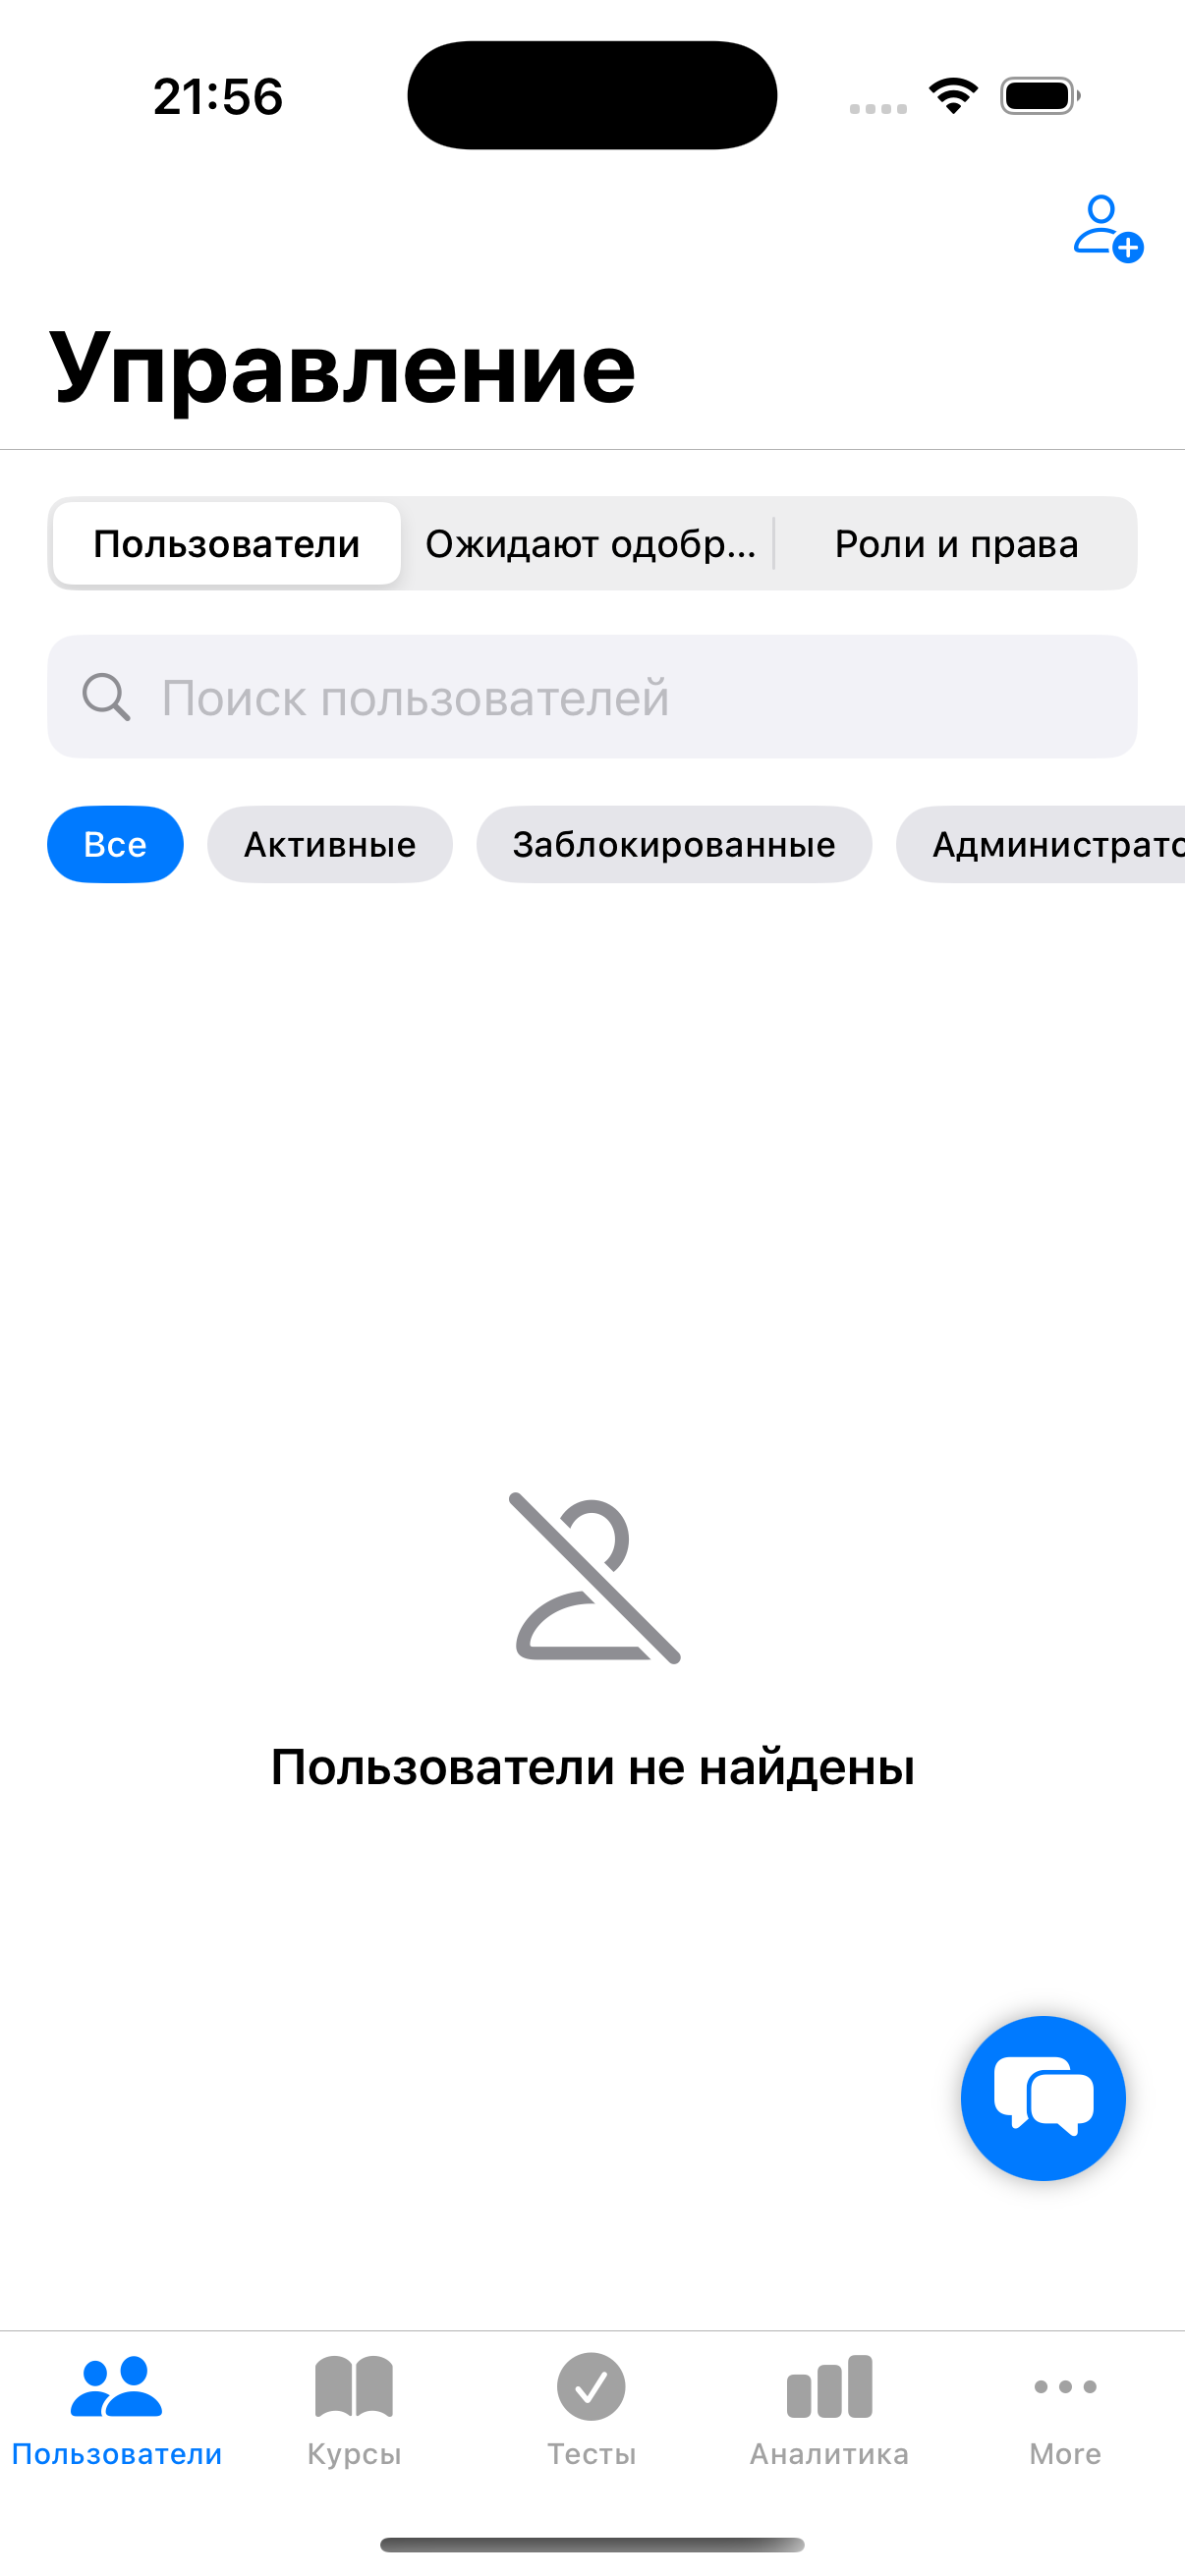 21:56
Управление
Пользователи
Ожидают одобр...
Роли и права
Поиск пользователей
Все
Активные
Заблокированные
Администрато
Пользователи не найдены
Пользователи
Курсы
Тесты
Аналитика
More